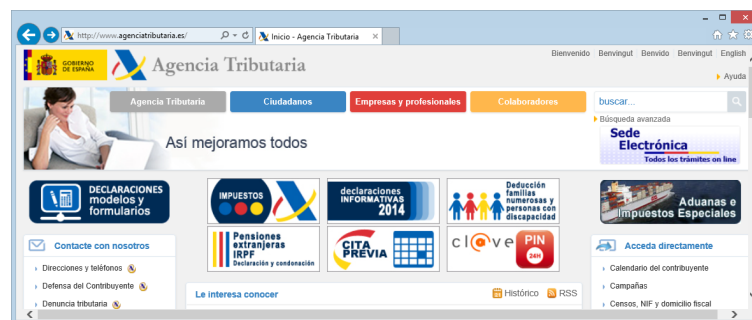 http://www.agenciatributaria.es/
Inicio - Agencia Tributaria
GOBIERNO
DE ESPAÑA
Agencia Tributaria
Bienvenido Benvingut Benvido Benvingut English
Ayuda
Agencia Tributaria
Ciudadanos
Empresas y profesionales
Colaboradores
buscar...
Búsqueda avanzada
Así mejoramos todos
Sede
Electrónica
Todos los trámites on line
DECLARACIONES
modelos y
formularios
IMPUESTOS
declaraciones
INFORMATIVAS
2014
Deducción
familias
numerosas y
personas con
discapacidad
Aduanas e
Impuestos Especiales
Pensiones
extranjeras
IRPF
Declaración y condonación
CITA
PREVIA
cl@ve PIN
24H
Contacte con nosotros
Direcciones y teléfonos
Defensa del Contribuyente
Denuncia tributaria
Le interesa conocer
Histórico
RSS
Acceda directamente
Calendario del contribuyente
Campañas
Censos, NIF y domicilio fiscal